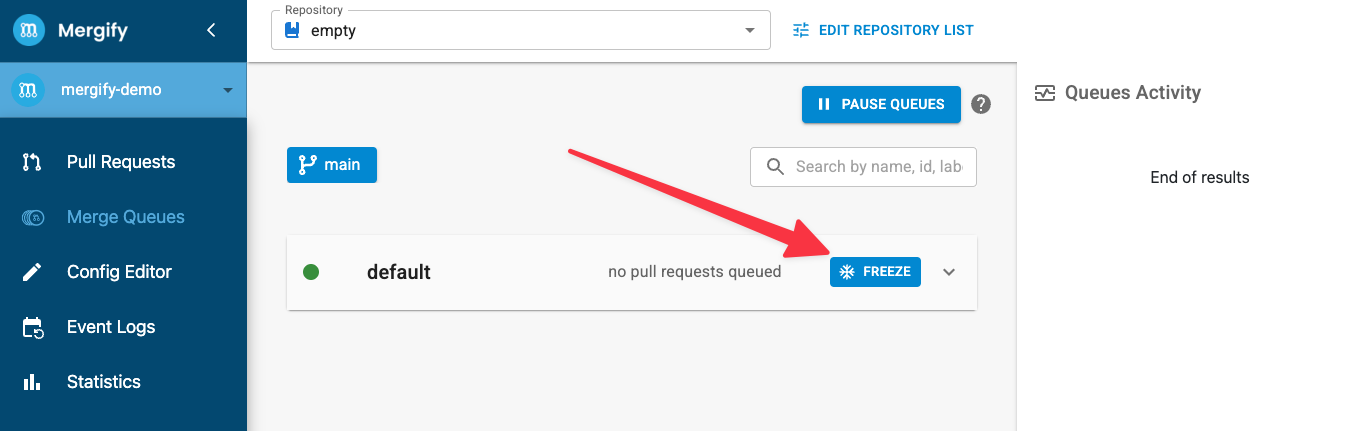 Mergify
Repository
empty
EDIT REPOSITORY LIST
mergify-demo
Pull Requests
Merge Queues
Config Editor
Event Logs
Statistics
PAUSE QUEUES
main
Search by name, id, lab
default
no pull requests queued
FREEZE
Queues Activity
End of results